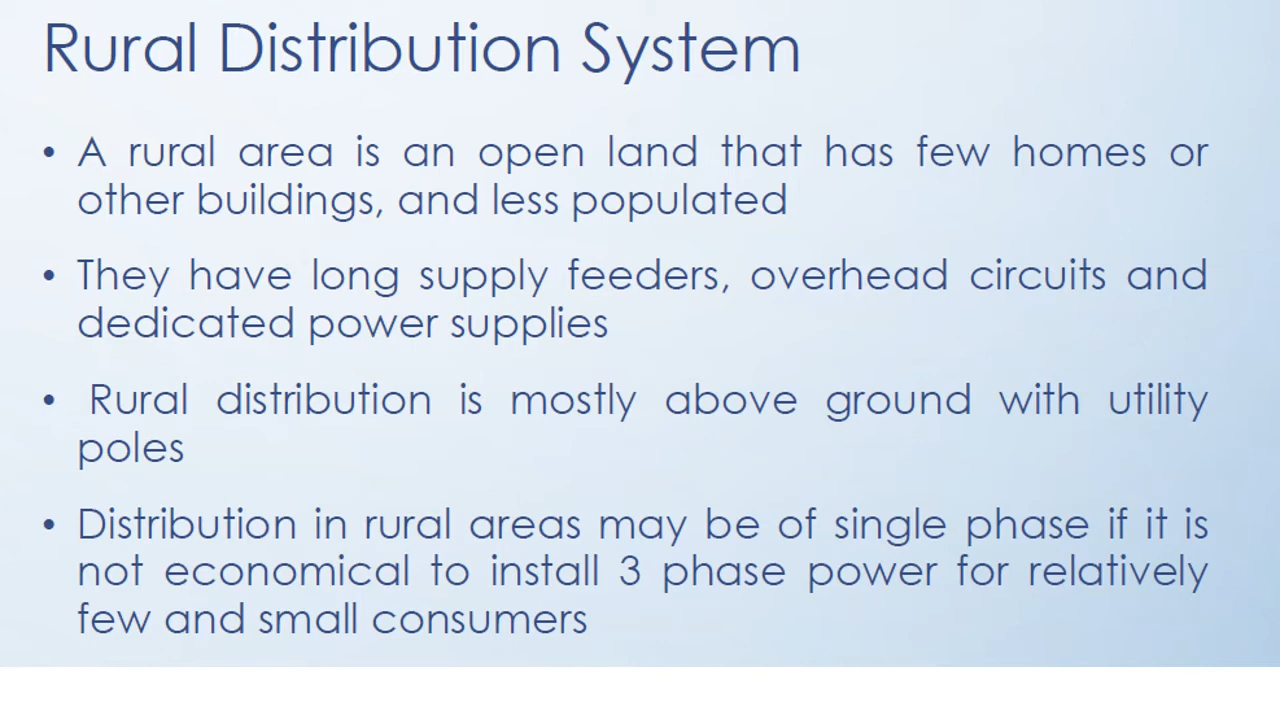 Rural Distribution System
• A rural area is an open land that has few homes or
other buildings, and less populated
• They have long supply feeders, overhead circuits and
dedicated power supplies
• Rural distribution is mostly above ground with utility
poles
• Distribution in rural areas may be of single phase if it is
not economical to install 3 phase power for relatively
few and small consumers